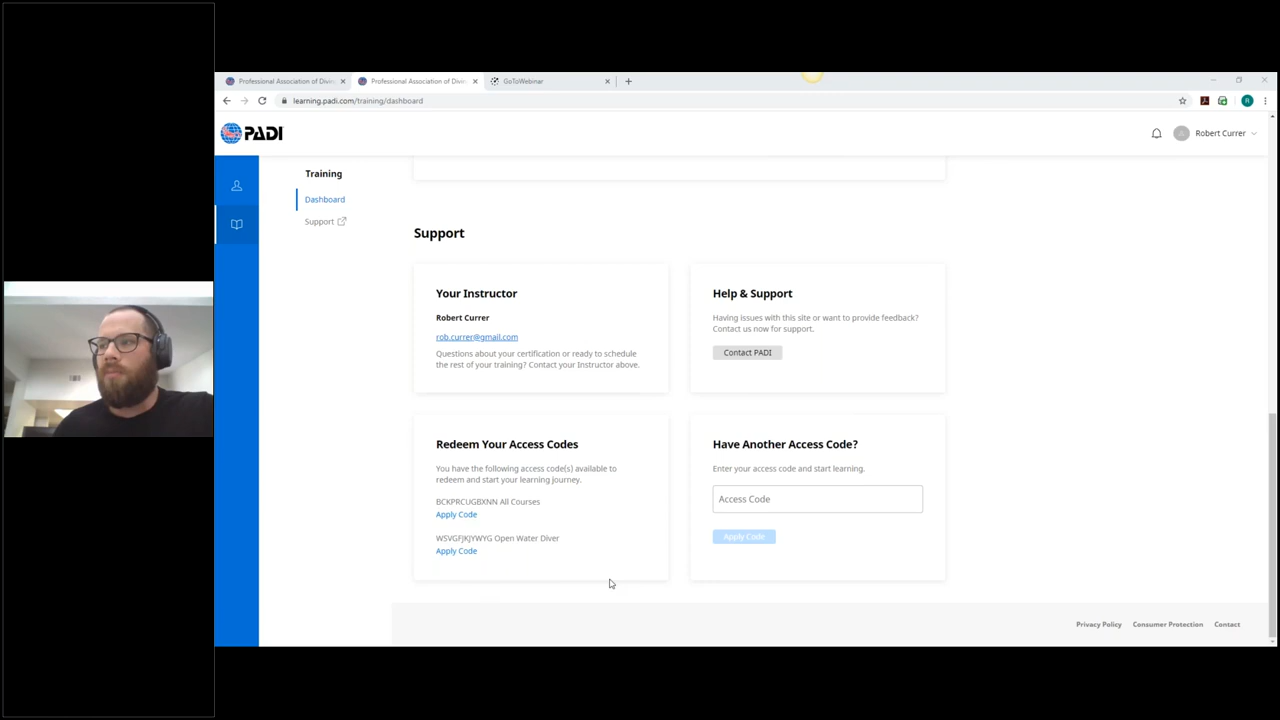 Professional Association of Divin
Professional Association of Divin
GoToWebinar
learning.padi.com/training/dashboard
PADI
Robert Currer
Training
Dashboard
Support
Support
Your Instructor
Robert Currer
rob.currer@gmail.com
Questions about your certification or ready to schedule
the rest of your training? Contact your Instructor above.
Help & Support
Having issues with this site or want to provide feedback?
Contact us now for support.
Contact PADI
Redeem Your Access Codes
You have the following access code(s) available to
redeem and start your learning journey.
BCKPRCUGBXNN All Courses
Apply Code
WSVGFJKJYWYG Open Water Diver
Apply Code
Have Another Access Code?
Enter your access code and start learning.
Access Code
Apply Code
Privacy Policy
Consumer Protection
Contact